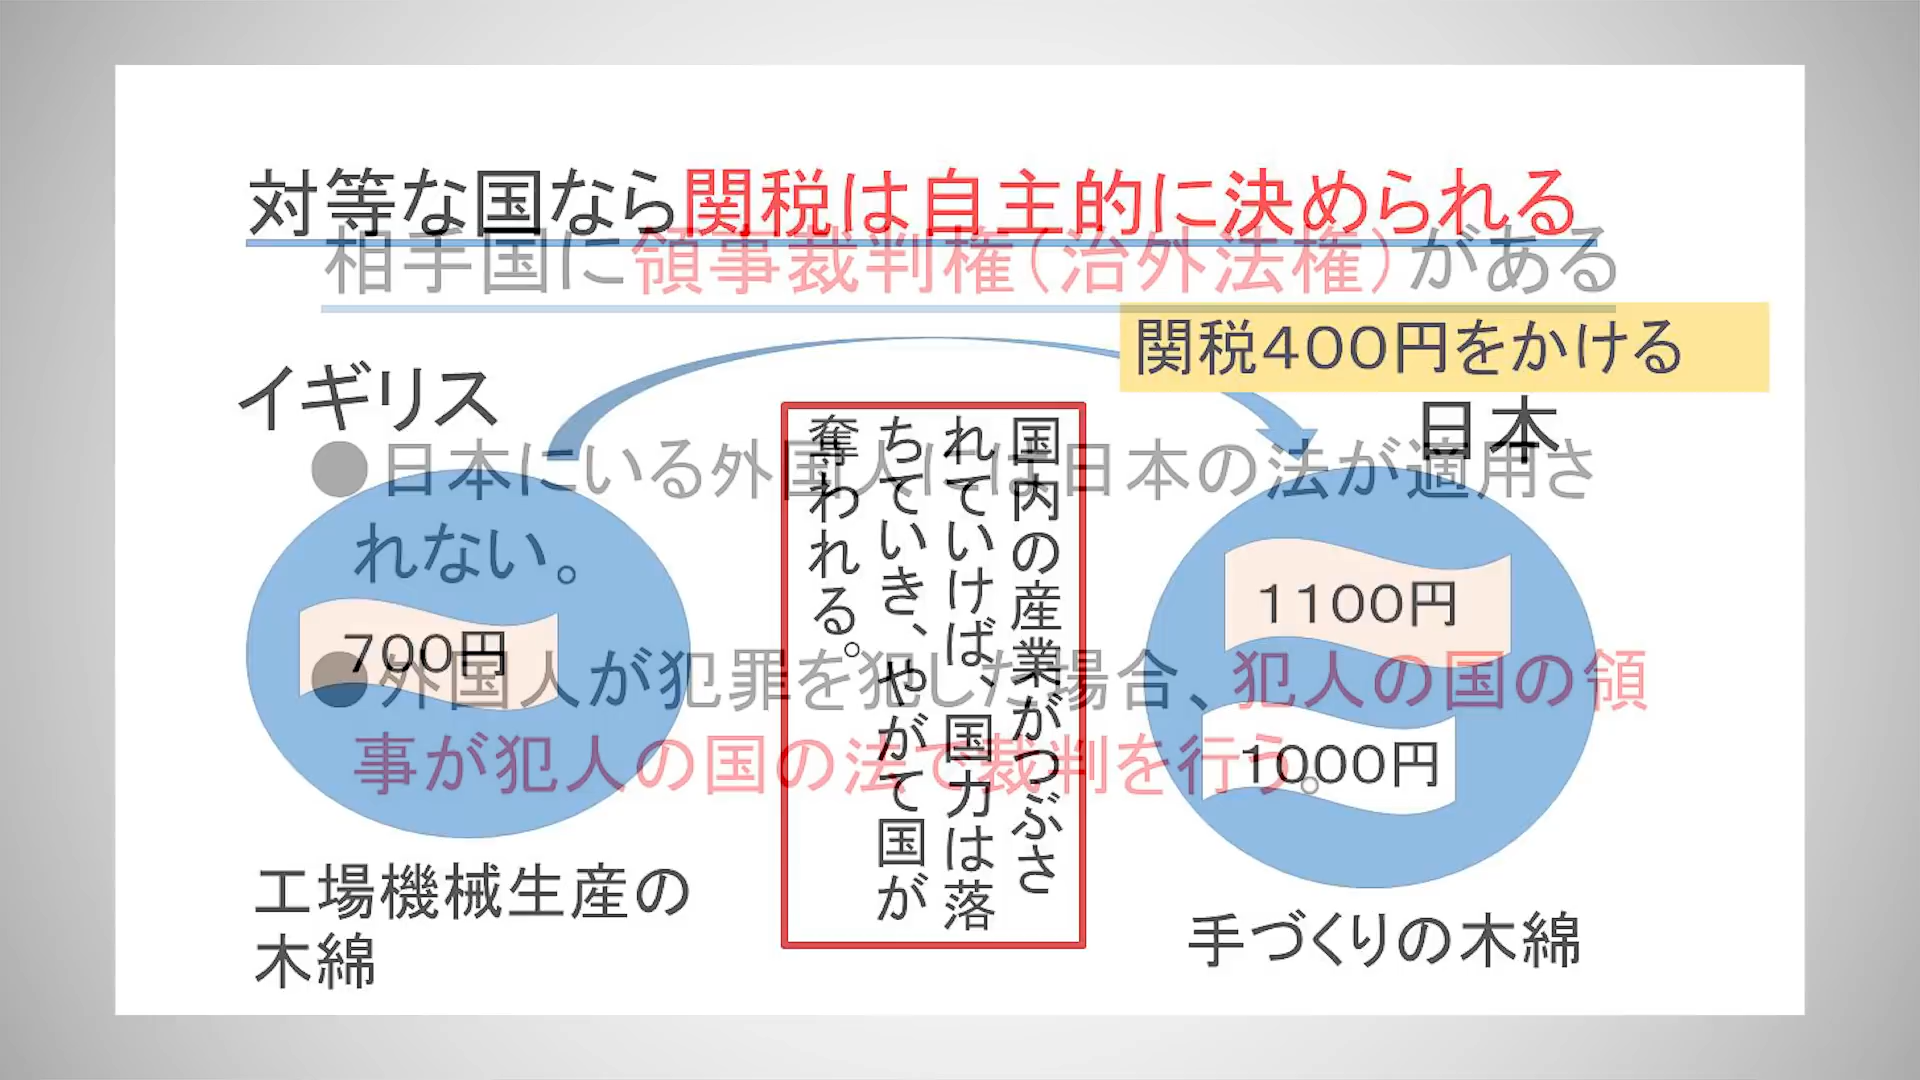 対等な国なら関税は自主的に決められる
相手国に領事裁判権（治外法権）がある
関税４００円をかける
イギリス
日本
●日本にいる外国人には日本の法が適用さ
れない。
国内の産業がつぶさ
れていけば、国力は落
ちていき、やがて国が
奪われる。
700円
1100円
●外国人が犯罪を犯した場合、犯人の国の領
事が犯人の国の法で裁判を行う。
1000円
工場機械生産の
木綿
手づくりの木綿